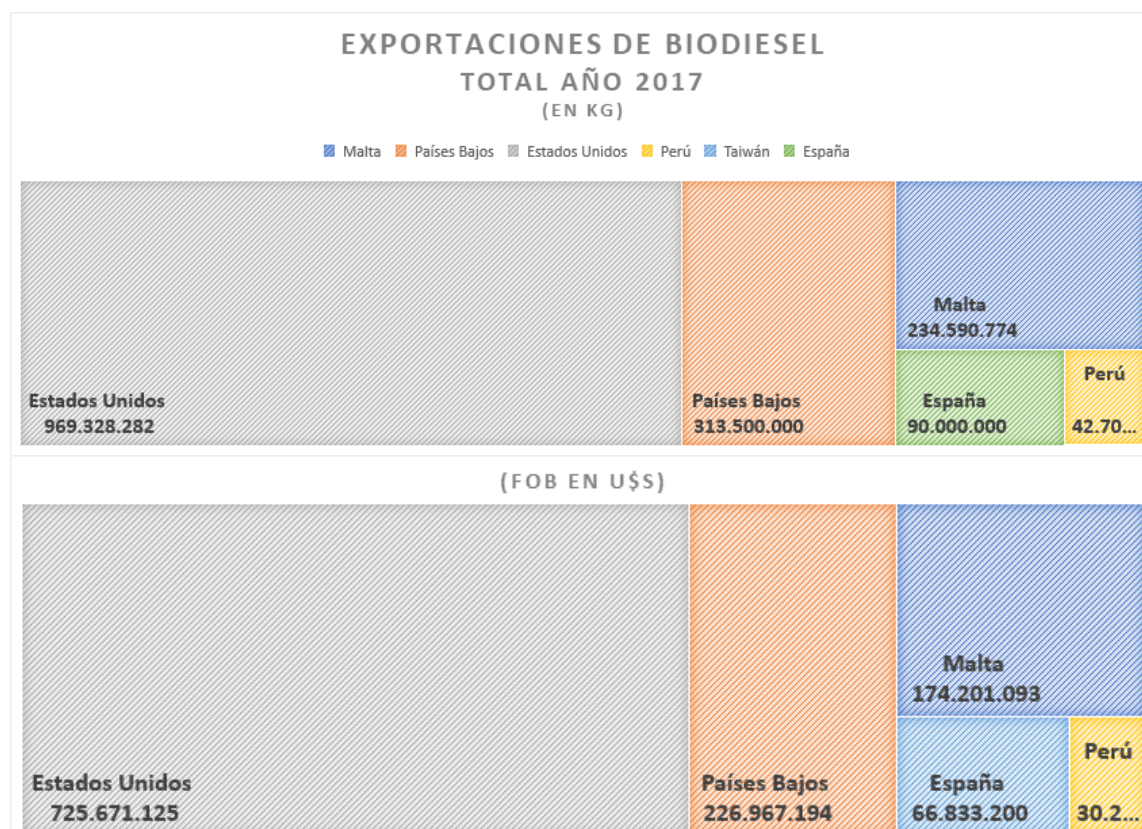 EXPORTACIONES DE BIODIESEL
TOTAL AÑO 2017
(EN KG)
Malta Países Bajos Estados Unidos Perú Taiwán España
Estados Unidos
969.328.282
Países Bajos
313.500.000
Malta
234.590.774
España
90.000.000
Perú
42.70...
(FOB EN U$S)
Estados Unidos
725.671.125
Países Bajos
226.967.194
Malta
174.201.093
España
66.833.200
Perú
30.2...